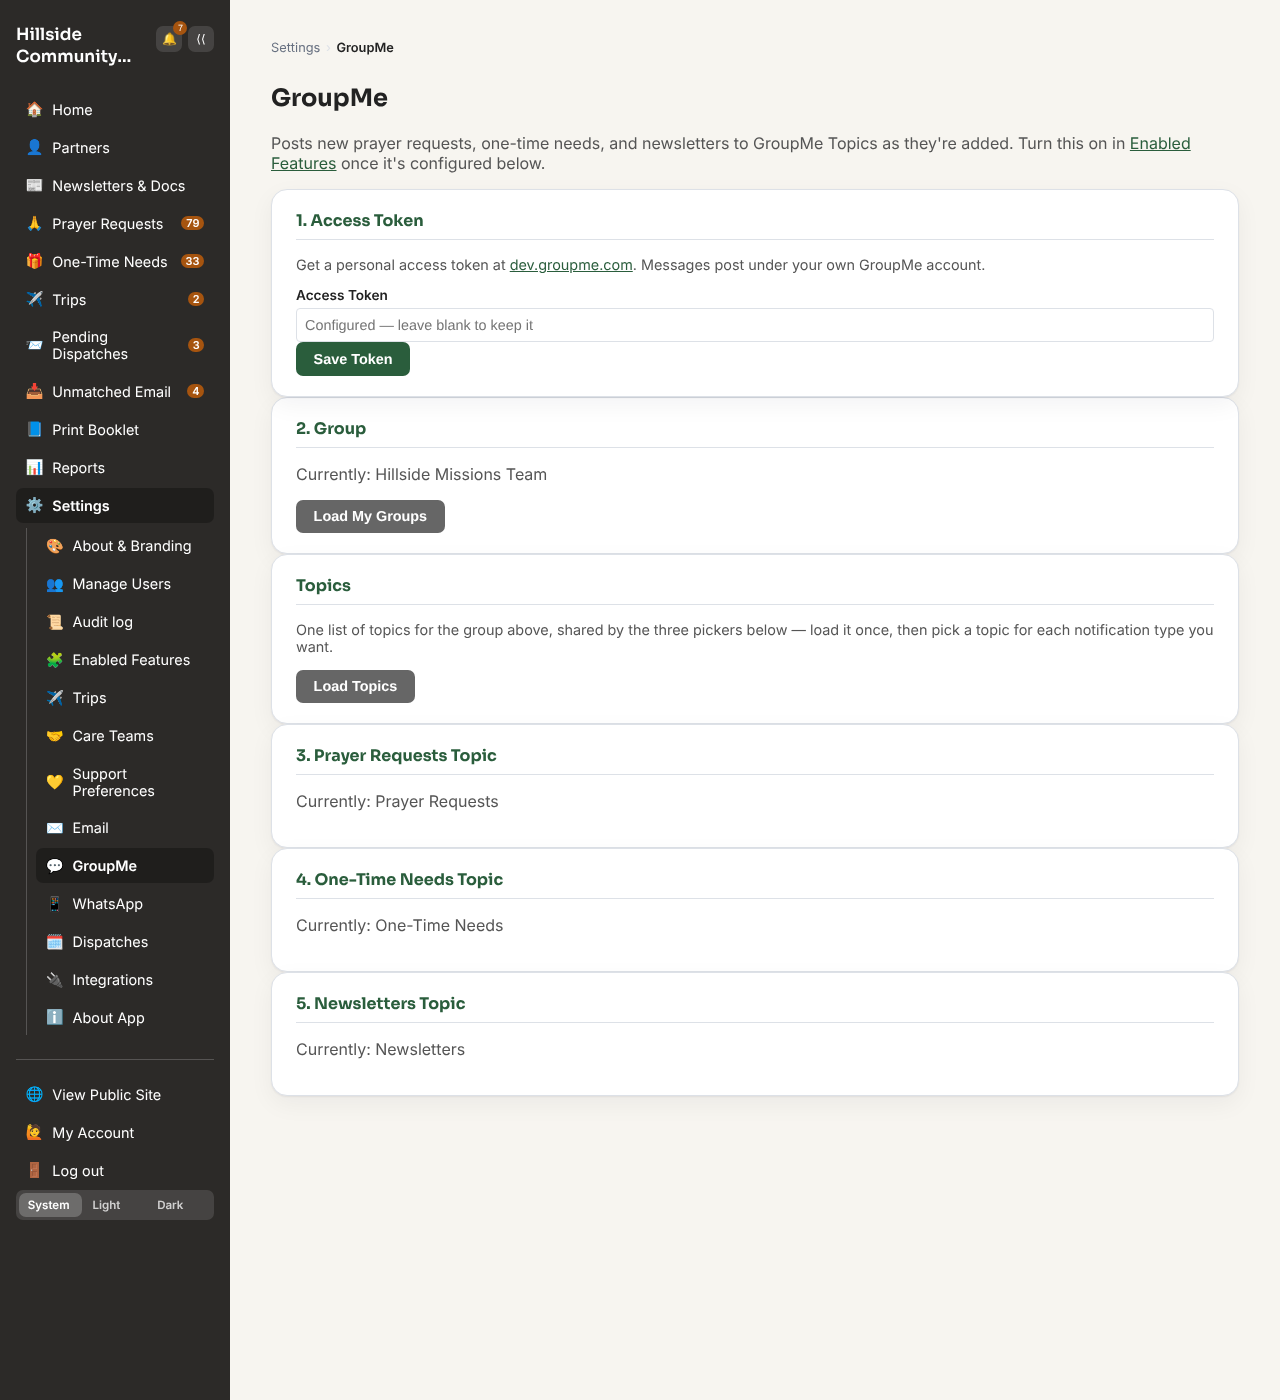 Hillside
Community...
7
⟨⟨
Home
Partners
Newsletters & Docs
Prayer Requests 79
One-Time Needs 33
Trips 2
Pending
Dispatches 3
Unmatched Email 4
Print Booklet
Reports
Settings
About & Branding
Manage Users
Audit log
Enabled Features
Trips
Care Teams
Support
Preferences
Email
GroupMe
WhatsApp
Dispatches
Integrations
About App
View Public Site
My Account
Log out
System Light Dark
Settings › GroupMe
GroupMe
Posts new prayer requests, one-time needs, and newsletters to GroupMe Topics as they're added. Turn this on in Enabled
Features once it's configured below.
1. Access Token
Get a personal access token at dev.groupme.com. Messages post under your own GroupMe account.
Access Token
Configured — leave blank to keep it
Save Token
2. Group
Currently: Hillside Missions Team
Load My Groups
Topics
One list of topics for the group above, shared by the three pickers below — load it once, then pick a topic for each notification type you
want.
Load Topics
3. Prayer Requests Topic
Currently: Prayer Requests
4. One-Time Needs Topic
Currently: One-Time Needs
5. Newsletters Topic
Currently: Newsletters